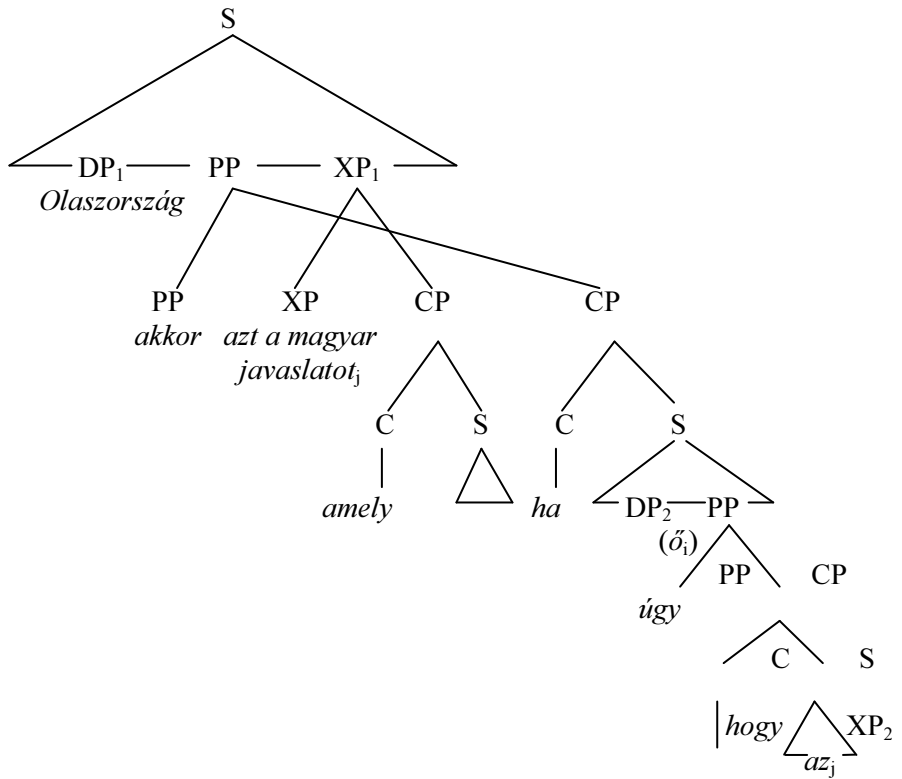 S
DP₁ PP XP₁
Olaszország
PP XP CP CP
akkor azt a magyar
javaslatotⱼ
C S C S
amely ha DP₂ PP
(őᵢ)
PP CP
úgy
C S
hogy XP₂
azⱼ